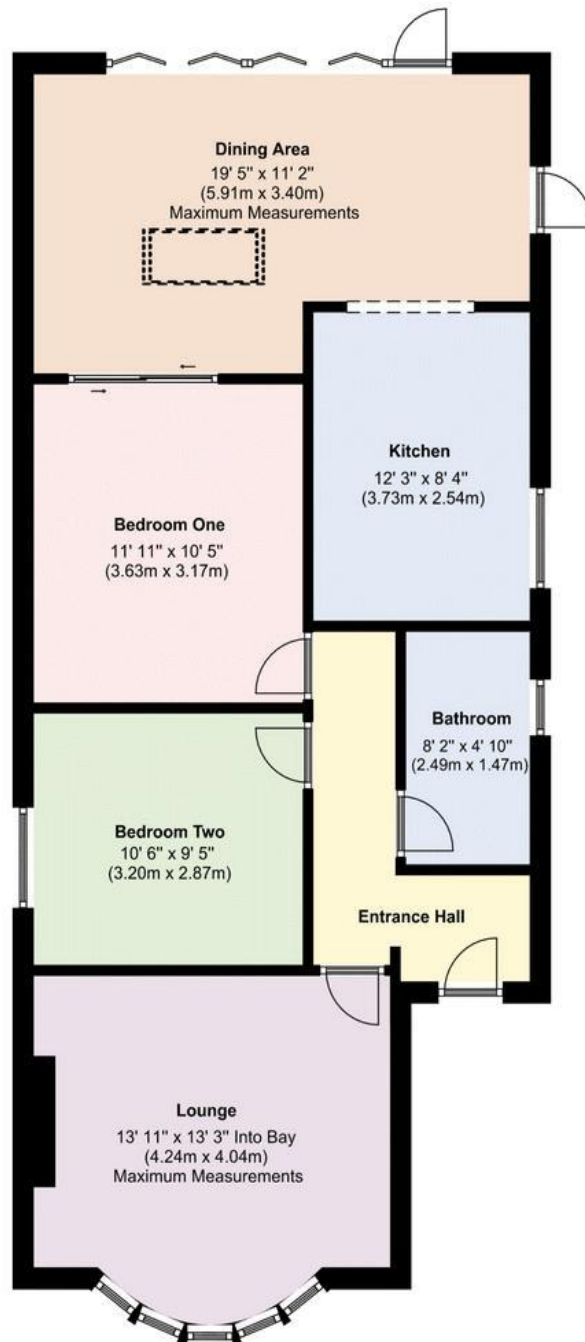 Dining Area
19' 5" x 11' 2"
(5.91m x 3.40m)
Maximum Measurements
Kitchen
12' 3" x 8' 4"
(3.73m x 2.54m)
Bedroom One
11' 11" x 10' 5"
(3.63m x 3.17m)
Bathroom
8' 2" x 4' 10"
(2.49m x 1.47m)
Bedroom Two
10' 6" x 9' 5"
(3.20m x 2.87m)
Entrance Hall
Lounge
13' 11" x 13' 3" Into Bay
(4.24m x 4.04m)
Maximum Measurements